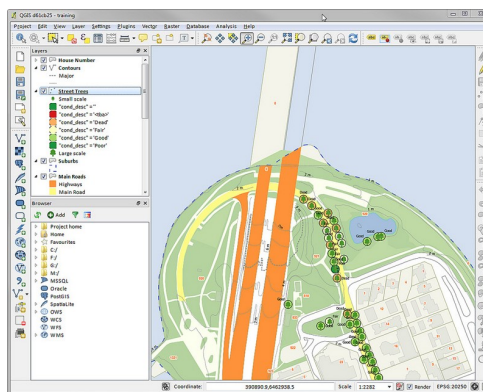 QGIS d61cb25 - training
Project Edit View Layer Settings Plugins Vector Raster Database Analysis Help
Layers
House Number
Contours
Major
Street Trees
Small scale
"cond_desc" =''
"cond_desc" ='<tba>'
"cond_desc" ='Dead'
"cond_desc" ='Fair'
"cond_desc" ='Good'
"cond_desc" ='Poor'
Large scale
Suburbs
Main Roads
Highways
Main Road
Browser
Add
Project home
Home
Favourites
C:/
F:/
G:/
M:/
MSSQL
Oracle
PostGIS
SpatiaLite
OWS
WCS
WFS
WMS
Good
Good
Good
Good
Good
Coordinate: 390890.9,6462938.5 Scale 1:2282 Render EPSG:20250